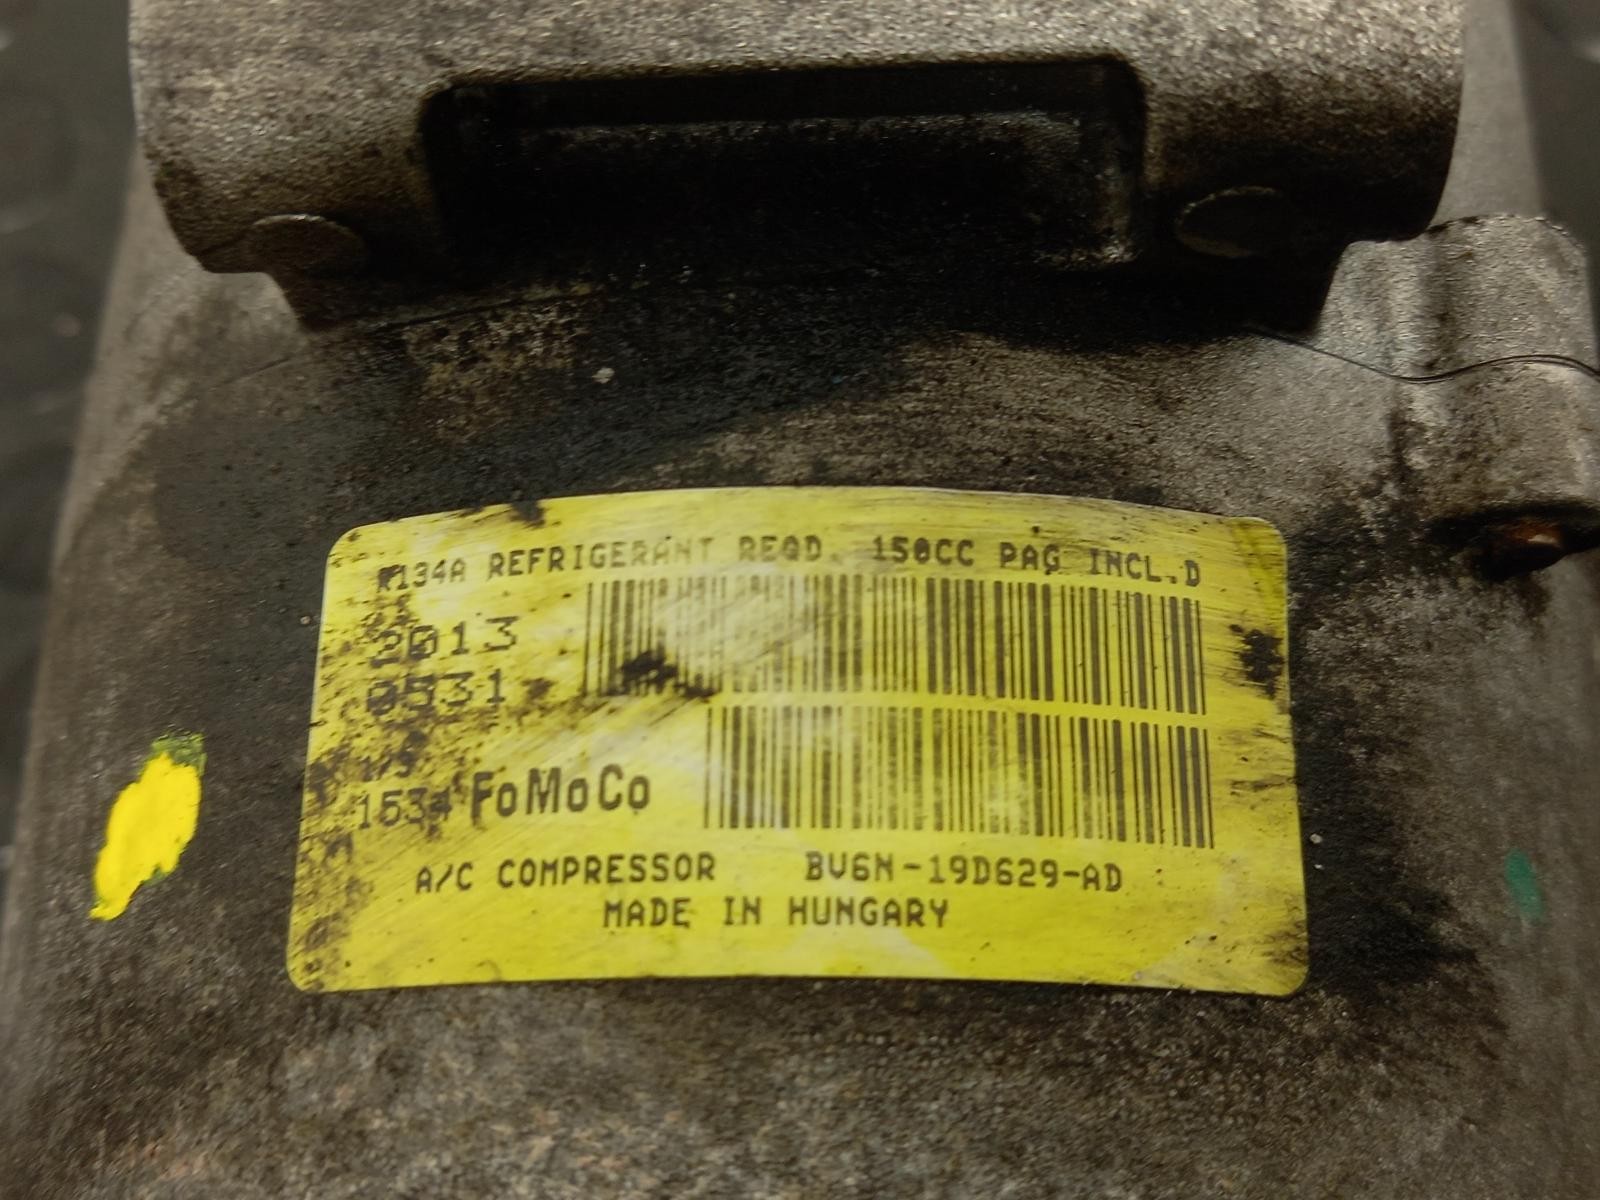 R134A REFRIGERANT REQD. 150CC PAG INCL.D
2013
0531
1534 FoMoCo
A/C COMPRESSOR BV6N-19D629-AD
MADE IN HUNGARY